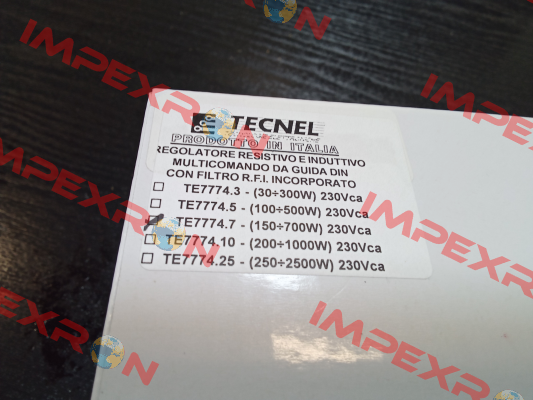 TECNEL
PRODOTTO IN ITALIA
REGOLATORE RESISTIVO E INDUTTIVO
MULTICOMANDO DA GUIDA DIN
CON FILTRO R.F.I. INCORPORATO
TE7774.3 - (30÷300W) 230Vca
TE7774.5 - (100÷500W) 230Vca
TE7774.7 - (150÷700W) 230Vca
TE7774.10 - (200÷1000W) 230Vca
TE7774.25 - (250÷2500W) 230Vca
IMPEXRON
IMPEXRON
IMPEXRON
IMPEXRON